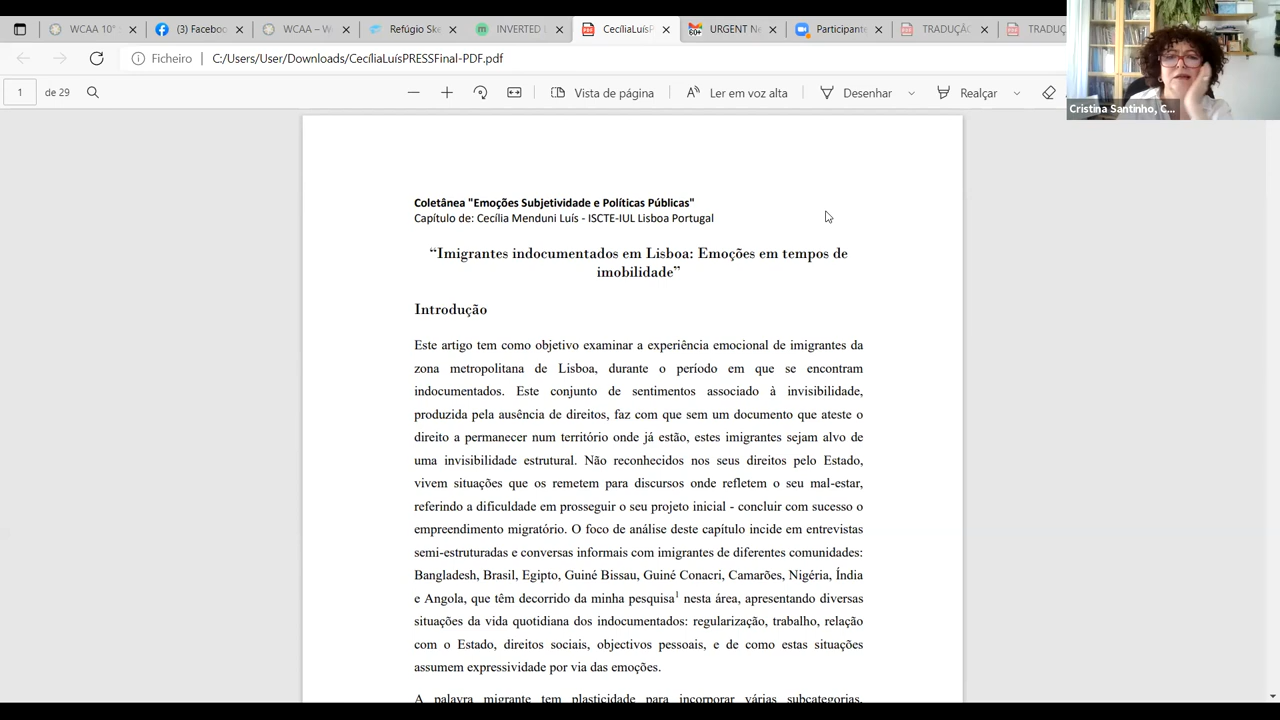 WCAA 10°
(3) Faceboo
WCAA – W
Refúgio Sk
INVERTED
CecíliaLuísP
URGENT Ne
Participante
TRADUÇÃ
TRADUÇ
Ficheiro
C:/Users/User/Downloads/CecíliaLuísPRESSFinal-PDF.pdf
1 de 29
Vista de página
Ler em voz alta
Desenhar
Realçar
Cristina Santinho, C...
Coletânea "Emoções Subjetividade e Políticas Públicas"
Capítulo de: Cecília Menduni Luís - ISCTE-IUL Lisboa Portugal
“Imigrantes indocumentados em Lisboa: Emoções em tempos de
imobilidade”
Introdução
Este artigo tem como objetivo examinar a experiência emocional de imigrantes da
zona metropolitana de Lisboa, durante o período em que se encontram
indocumentados. Este conjunto de sentimentos associado à invisibilidade,
produzida pela ausência de direitos, faz com que sem um documento que ateste o
direito a permanecer num território onde já estão, estes imigrantes sejam alvo de
uma invisibilidade estrutural. Não reconhecidos nos seus direitos pelo Estado,
vivem situações que os remetem para discursos onde refletem o seu mal-estar,
referindo a dificuldade em prosseguir o seu projeto inicial - concluir com sucesso o
empreendimento migratório. O foco de análise deste capítulo incide em entrevistas
semi-estruturadas e conversas informais com imigrantes de diferentes comunidades:
Bangladesh, Brasil, Egipto, Guiné Bissau, Guiné Conacri, Camarões, Nigéria, Índia
e Angola, que têm decorrido da minha pesquisa¹ nesta área, apresentando diversas
situações da vida quotidiana dos indocumentados: regularização, trabalho, relação
com o Estado, direitos sociais, objectivos pessoais, e de como estas situações
assumem expressividade por via das emoções.
A palavra migrante tem plasticidade para incorporar várias subcategorias.